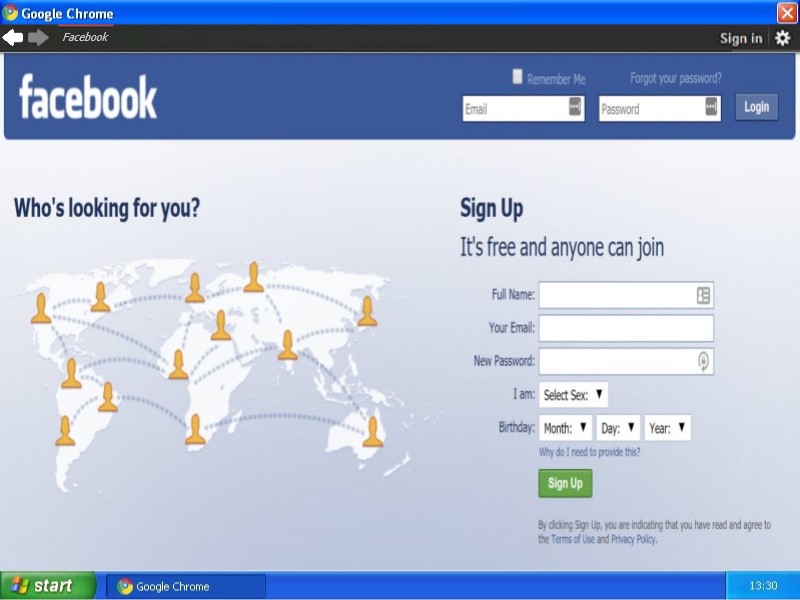 Google Chrome
Facebook
Sign in
Remember Me
Forgot your password?
facebook
Email
Password
Login
Who's looking for you?
Sign Up
It's free and anyone can join
Full Name:
Your Email:
New Password:
I am: Select Sex:
Birthday: Month: Day: Year:
Why do I need to provide this?
Sign Up
By clicking Sign Up, you are indicating that you have read and agree to
the Terms of Use and Privacy Policy.
start
Google Chrome
13:30